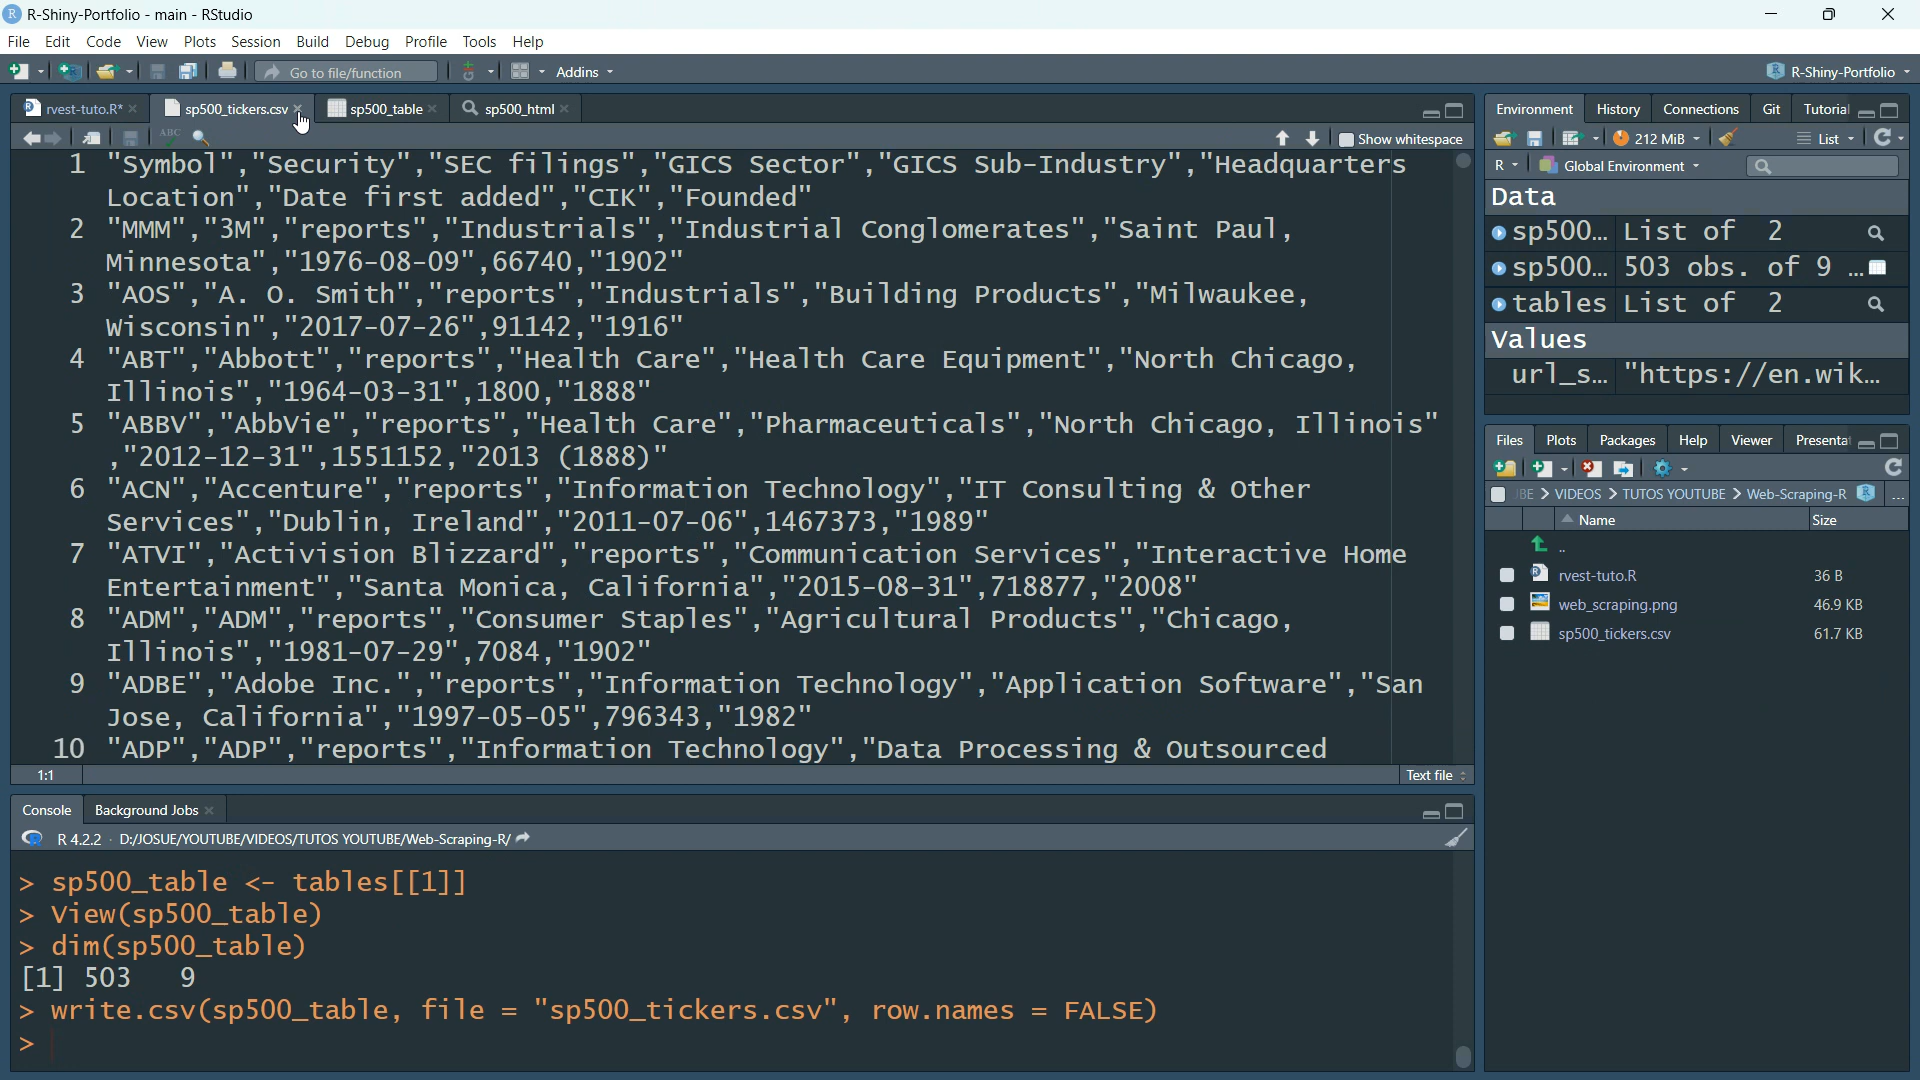 R-Shiny-Portfolio - main - RStudio
File Edit Code View Plots Session Build Debug Profile Tools Help
Go to file/function Addins R-Shiny-Portfolio
rvest-tuto.R* sp500_tickers.csv sp500_table sp500_html
ABC Show whitespace
1 "Symbol","Security","SEC filings","GICS Sector","GICS Sub-Industry","Headquarters
Location","Date first added","CIK","Founded"
2 "MMM","3M","reports","Industrials","Industrial Conglomerates","Saint Paul,
Minnesota","1976-08-09",66740,"1902"
3 "AOS","A. O. Smith","reports","Industrials","Building Products","Milwaukee,
Wisconsin","2017-07-26",91142,"1916"
4 "ABT","Abbott","reports","Health Care","Health Care Equipment","North Chicago,
Illinois","1964-03-31",1800,"1888"
5 "ABBV","AbbVie","reports","Health Care","Pharmaceuticals","North Chicago, Illinois"
,"2012-12-31",1551152,"2013 (1888)"
6 "ACN","Accenture","reports","Information Technology","IT Consulting & Other
Services","Dublin, Ireland","2011-07-06",1467373,"1989"
7 "ATVI","Activision Blizzard","reports","Communication Services","Interactive Home
Entertainment","Santa Monica, California","2015-08-31",718877,"2008"
8 "ADM","ADM","reports","Consumer Staples","Agricultural Products","Chicago,
Illinois","1981-07-29",7084,"1902"
9 "ADBE","Adobe Inc.","reports","Information Technology","Application Software","San
Jose, California","1997-05-05",796343,"1982"
10 "ADP","ADP","reports","Information Technology","Data Processing & Outsourced
1:1 Text file
Console Background Jobs
R 4.2.2 · D:/JOSUE/YOUTUBE/VIDEOS/TUTOS YOUTUBE/Web-Scraping-R/
> sp500_table <- tables[[1]]
> View(sp500_table)
> dim(sp500_table)
[1] 503 9
> write.csv(sp500_table, file = "sp500_tickers.csv", row.names = FALSE)
>
Environment History Connections Git Tutorial
212 MiB List
R Global Environment
Data
sp500... List of 2
sp500... 503 obs. of 9 ...
tables List of 2
Values
url_s... "https://en.wik...
Files Plots Packages Help Viewer Presenta
BE > VIDEOS > TUTOS YOUTUBE > Web-Scraping-R ...
Name Size
..
rvest-tuto.R 36 B
web_scraping.png 46.9 KB
sp500_tickers.csv 61.7 KB